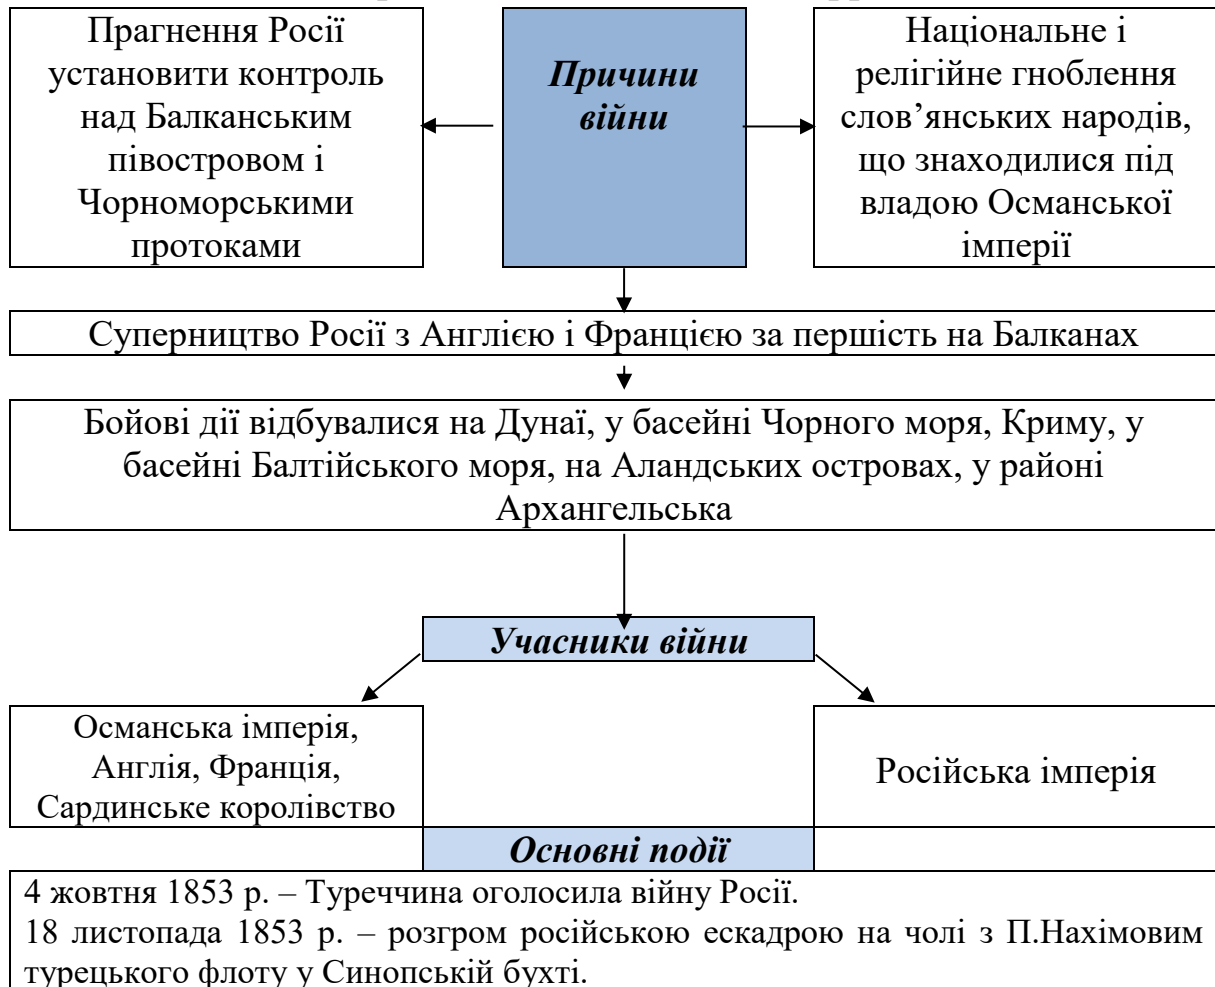 Прагнення Росії
установити контроль
над Балканським
півостровом і
Чорноморськими
протоками
Причини
війни
Національне і
релігійне гноблення
слов’янських народів,
що знаходилися під
владою Османської
імперії
Суперництво Росії з Англією і Францією за першість на Балканах
Бойові дії відбувалися на Дунаї, у басейні Чорного моря, Криму, у
басейні Балтійського моря, на Аландських островах, у районі
Архангельська
Учасники війни
Османська імперія,
Англія, Франція,
Сардинське королівство
Російська імперія
Основні події
4 жовтня 1853 р. – Туреччина оголосила війну Росії.
18 листопада 1853 р. – розгром російською ескадрою на чолі з П.Нахімовим
турецького флоту у Синопській бухті.